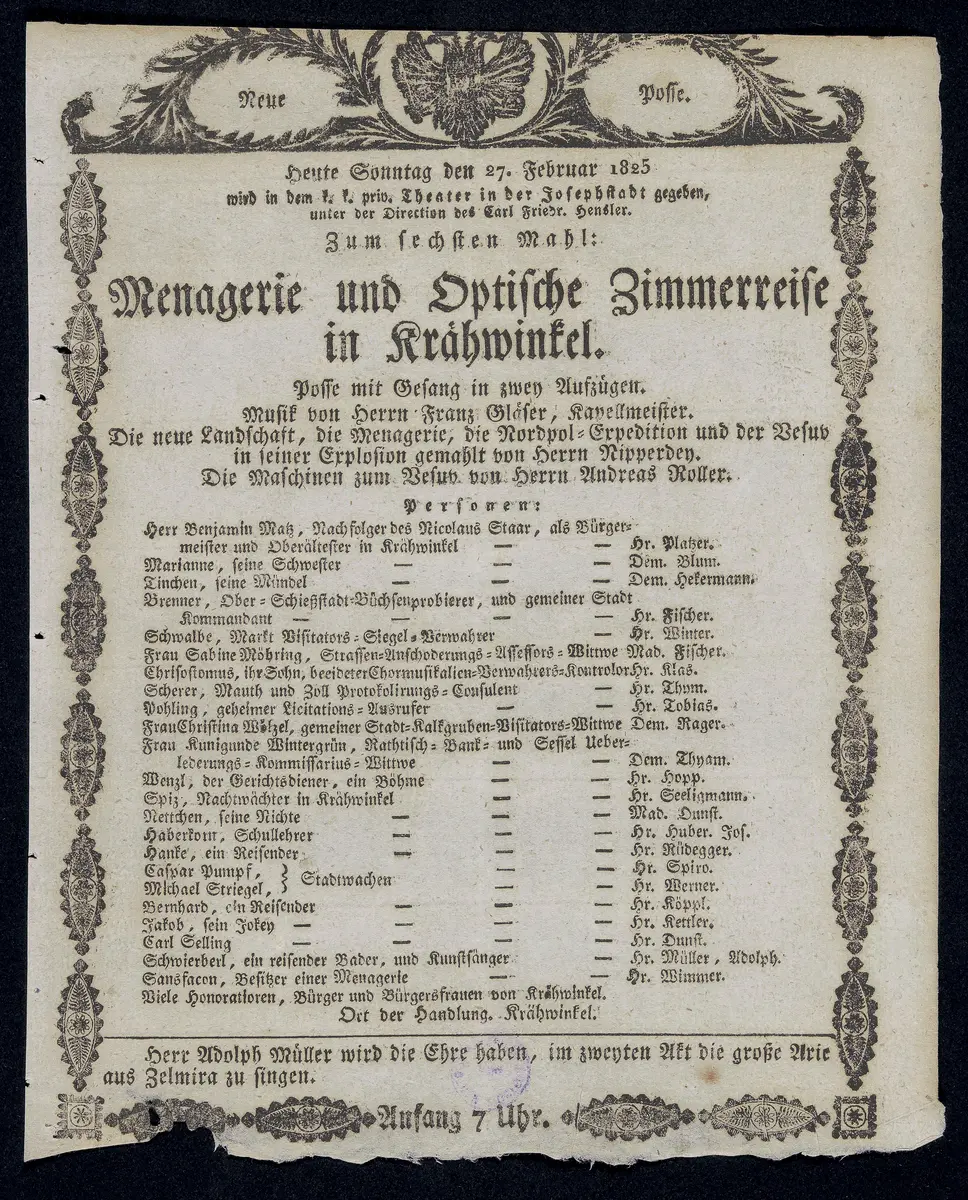 Neue Posse.
Heute Sonntag den 27. Februar 1825
wird in dem k. k. priv. Theater in der Josephstadt gegeben,
unter der Direction des Carl Friedr. Hensler.
Zum sechsten Mahl:
Menagerie und Optische Zimmerreise
in Krähwinkel.
Posse mit Gesang in zwey Aufzügen.
Musik von Herrn Franz Gläser, Kapellmeister.
Die neue Landschaft, die Menagerie, die Nordpol-Expedition und der Vesuv
in seiner Explosion gemahlt von Herrn Nipperdey.
Die Maschinen zum Vesuv von Herrn Andreas Roller.
Personen:
Herr Benjamin Matz, Nachfolger des Nicolaus Staar, als Bürger-
meister und Oberältester in Krähwinkel — — Hr. Platzer.
Marianne, seine Schwester — — — Dem. Blum.
Tinchen, seine Mündel — — — Dem. Hekermann.
Brenner, Ober-Schießstadt-Büchsenprobierer, und gemeiner Stadt
Kommandant — — — — Hr. Fischer.
Schwalbe, Markt Visitators-Siegel-Verwahrer — Hr. Winter.
Frau Sabine Möhring, Strassen-Anschoderungs-Assessors-Wittwe Mad. Fischer.
Chrisostomus, ihr Sohn, beeideter Chormusikalien-Verwahrers-Kontrolor Hr. Klas.
Scherer, Mauth und Zoll Protokolirungs-Consulent — Hr. Thym.
Pohling, geheimer Licitations-Ausrufer — — Hr. Tobias.
Frau Christina Wölzel, gemeiner Stadt-Kalkgruben-Visitators-Wittwe Dem. Rager.
Frau Kunigunde Wintergrün, Rathtisch-Bank- und Sessel Ueber-
lederungs-Kommissarius-Wittwe — — Dem. Thyam.
Wenzl, der Gerichtsdiener, ein Böhme — — Hr. Hopp.
Spiz, Nachtwächter in Krähwinkel — — Hr. Seeligmann.
Nettchen, seine Nichte — — — Mad. Dunst.
Haberkorn, Schullehrer — — — Hr. Huber. Jos.
Hanke, ein Reisender — — — Hr. Rüdegger.
Caspar Pumpf, } Stadtwachen — — Hr. Spiro.
Michael Striegel, } — — Hr. Werner.
Bernhard, ein Reisender — — — Hr. Köppl.
Jakob, sein Jokey — — — — Hr. Kettler.
Carl Selling — — — — Hr. Dunst.
Schwierberl, ein reisender Bader, und Kunstsänger — Hr. Müller, Adolph.
Sansfacon, Besitzer einer Menagerie — — Hr. Wimmer.
Viele Honoratioren, Bürger und Bürgersfrauen von Krähwinkel.
Ort der Handlung. Krähwinkel.
Herr Adolph Müller wird die Ehre haben, im zweyten Akt die große Arie
aus Zelmira zu singen.
Anfang 7 Uhr.